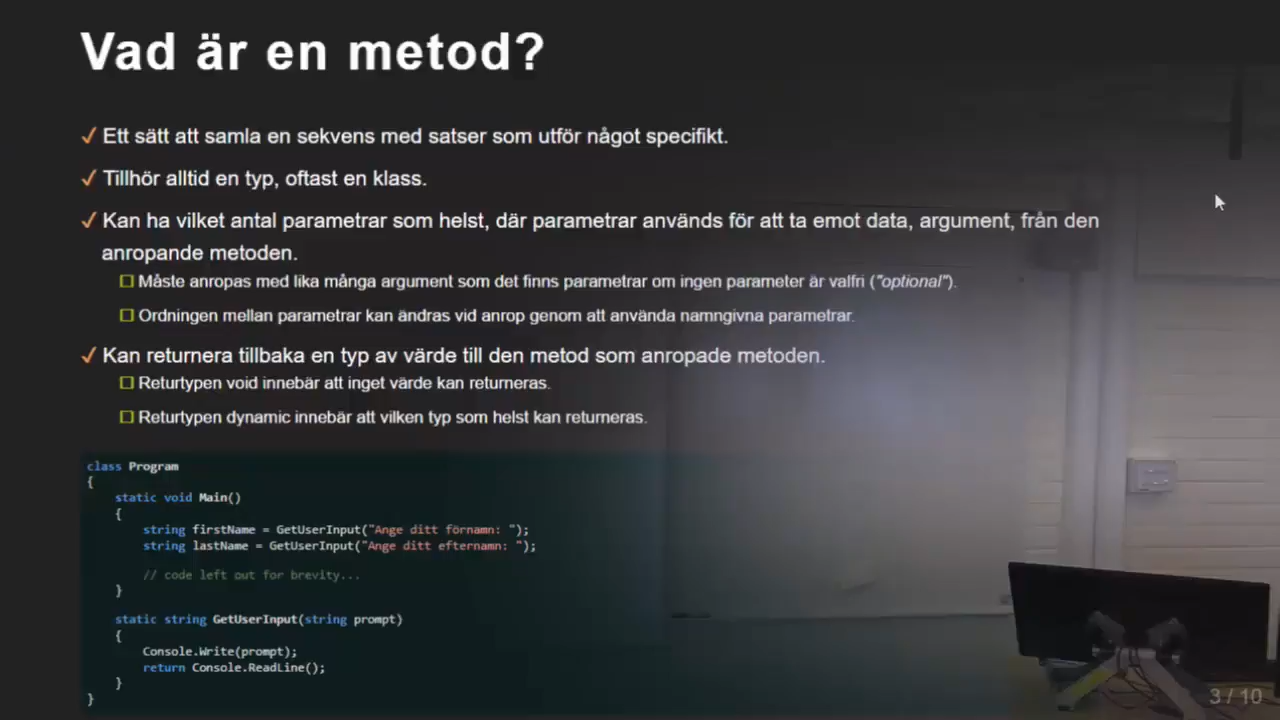 Vad är en metod?
Ett sätt att samla en sekvens med satser som utför något specifikt.
Tillhör alltid en typ, oftast en klass.
Kan ha vilket antal parametrar som helst, där parametrar används för att ta emot data, argument, från den
anropande metoden.
Måste anropas med lika många argument som det finns parametrar om ingen parameter är valfri ("optional").
Ordningen mellan parametrar kan ändras vid anrop genom att använda namngivna parametrar.
Kan returnera tillbaka en typ av värde till den metod som anropade metoden.
Returtypen void innebär att inget värde kan returneras.
Returtypen dynamic innebär att vilken typ som helst kan returneras.
class Program
{
static void Main()
{
string firstName = GetUserInput("Ange ditt förnamn: ");
string lastName = GetUserInput("Ange ditt efternamn: ");
// code left out for brevity...
}
static string GetUserInput(string prompt)
{
Console.Write(prompt);
return Console.ReadLine();
}
}
3 / 10